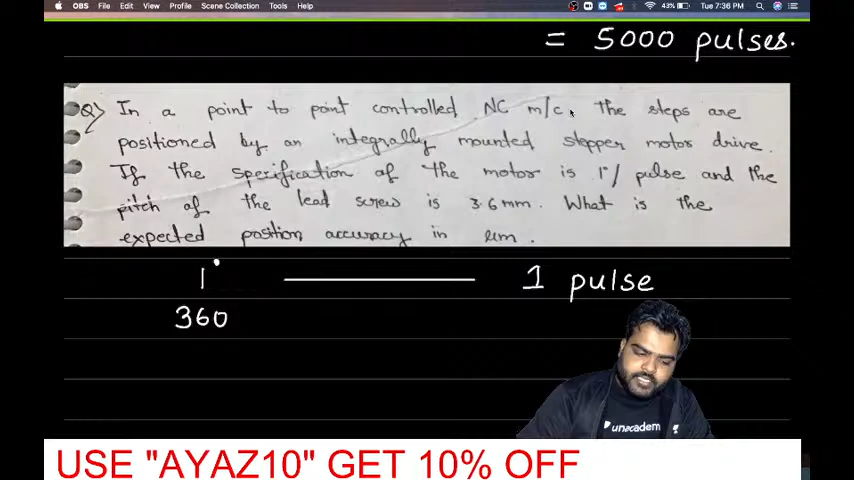 OBS File Edit View Profile Scene Collection Tools Help 43% Tue 7:36 PM
= 5000 pulses.
Q) In a point to point controlled NC m/c. The steps are
positioned by an integrally mounted stepper motor drive.
If the specification of the motor is 1°/ pulse and the
pitch of the lead screw is 3.6 mm. What is the
expected position accuracy in μm.
1° 1 pulse
360
unacadem
USE "AYAZ10" GET 10% OFF